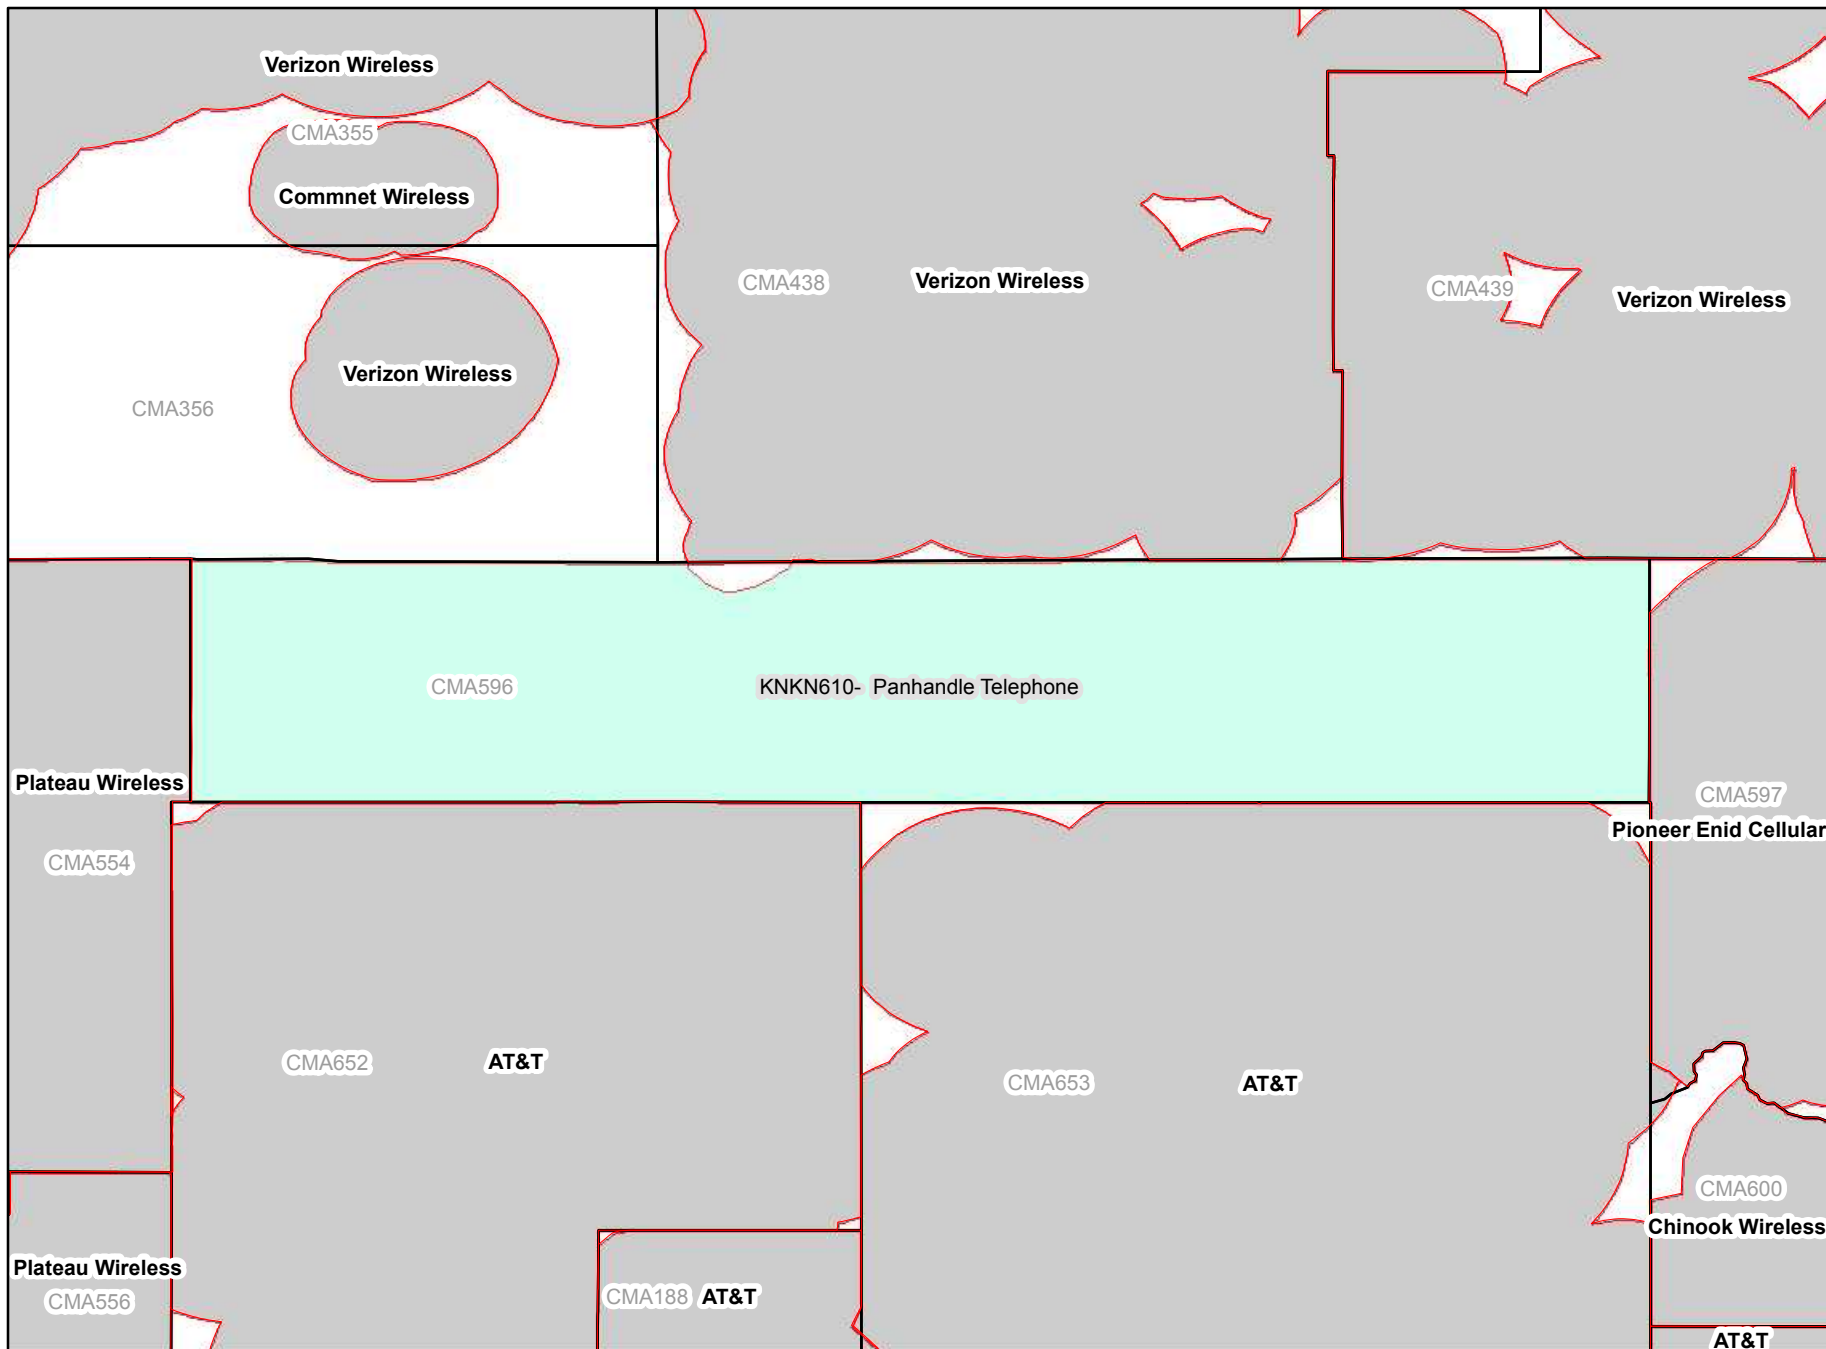 Verizon Wireless
CMA355
Commnet Wireless
CMA438
Verizon Wireless
CMA439
Verizon Wireless
Verizon Wireless
CMA356
CMA596
KNKN610- Panhandle Telephone
Plateau Wireless
CMA597
Pioneer Enid Cellular
CMA554
CMA652
AT&T
CMA653
AT&T
CMA600
Chinook Wireless
Plateau Wireless
CMA556
CMA188
AT&T
AT&T